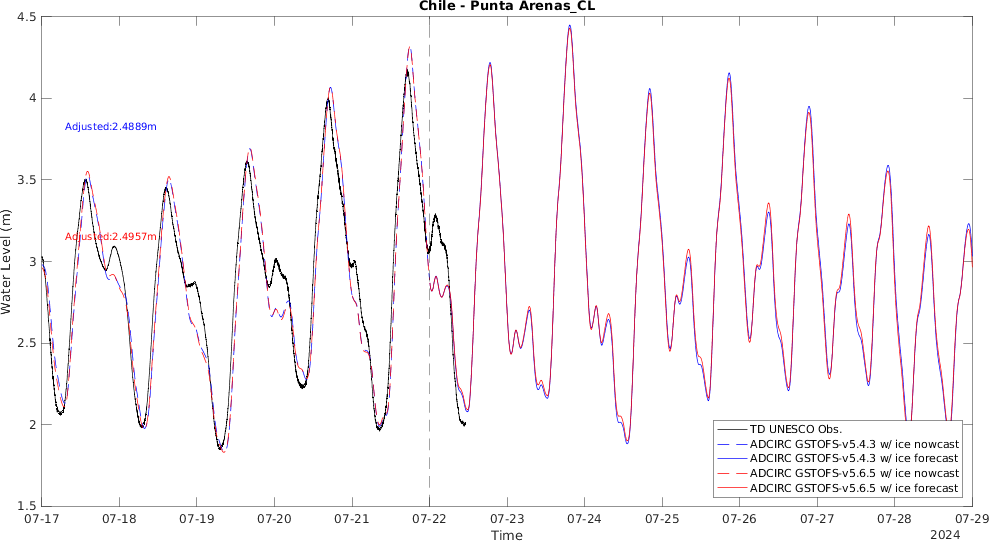 Chile - Punta Arenas_CL
4.5
4
3.5
3
2.5
2
1.5
Water Level (m)
Adjusted:2.4889m
Adjusted:2.4957m
TD UNESCO Obs.
ADCIRC GSTOFS-v5.4.3 w/ ice nowcast
ADCIRC GSTOFS-v5.4.3 w/ ice forecast
ADCIRC GSTOFS-v5.6.5 w/ ice nowcast
ADCIRC GSTOFS-v5.6.5 w/ ice forecast
07-17 07-18 07-19 07-20 07-21 07-22 07-23 07-24 07-25 07-26 07-27 07-28 07-29
Time
2024